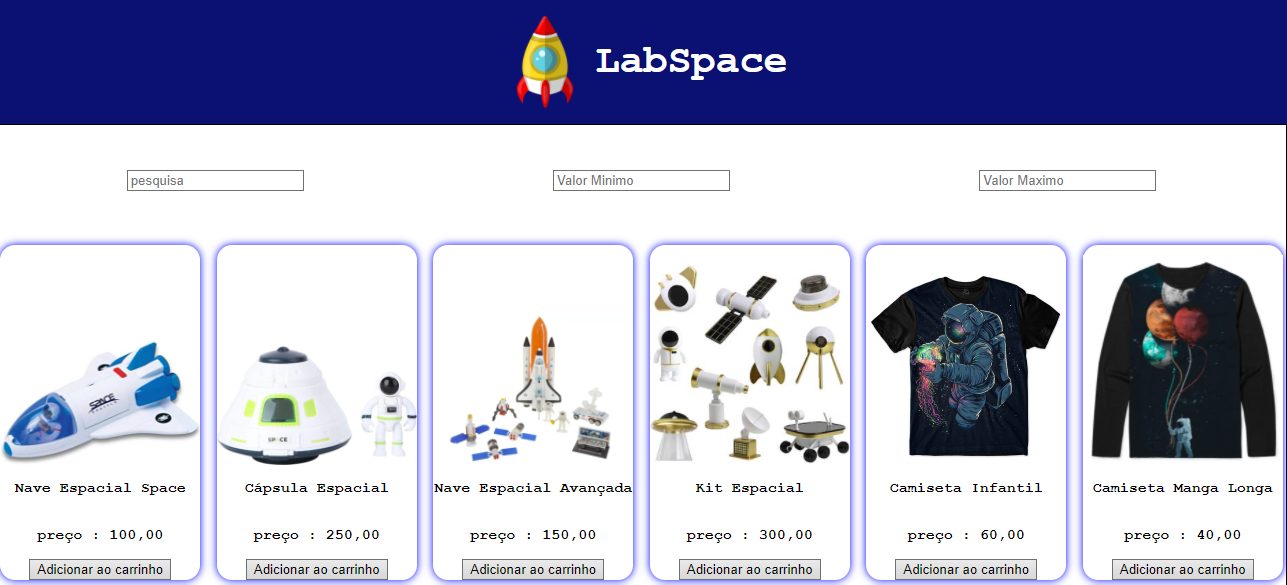 LabSpace
pesquisa
Valor Minimo
Valor Maximo
SPACE
SPACE
Nave Espacial Space
Cápsula Espacial
Nave Espacial Avançada
Kit Espacial
Camiseta Infantil
Camiseta Manga Longa
preço : 100,00
preço : 250,00
preço : 150,00
preço : 300,00
preço : 60,00
preço : 40,00
Adicionar ao carrinho
Adicionar ao carrinho
Adicionar ao carrinho
Adicionar ao carrinho
Adicionar ao carrinho
Adicionar ao carrinho